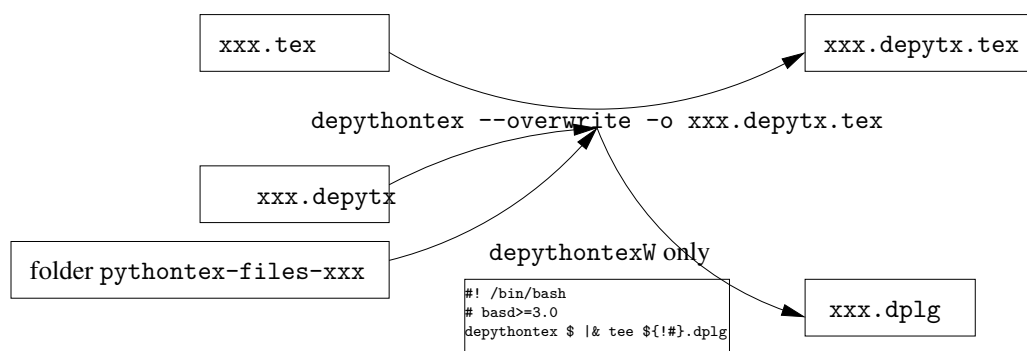 xxx.tex
xxx.depytx.tex
depythontex --overwrite -o xxx.depytx.tex
xxx.depytx
folder pythontex-files-xxx
depythontexW only
#! /bin/bash
# basd>=3.0
depythontex $ |& tee ${!#}.dplg
xxx.dplg